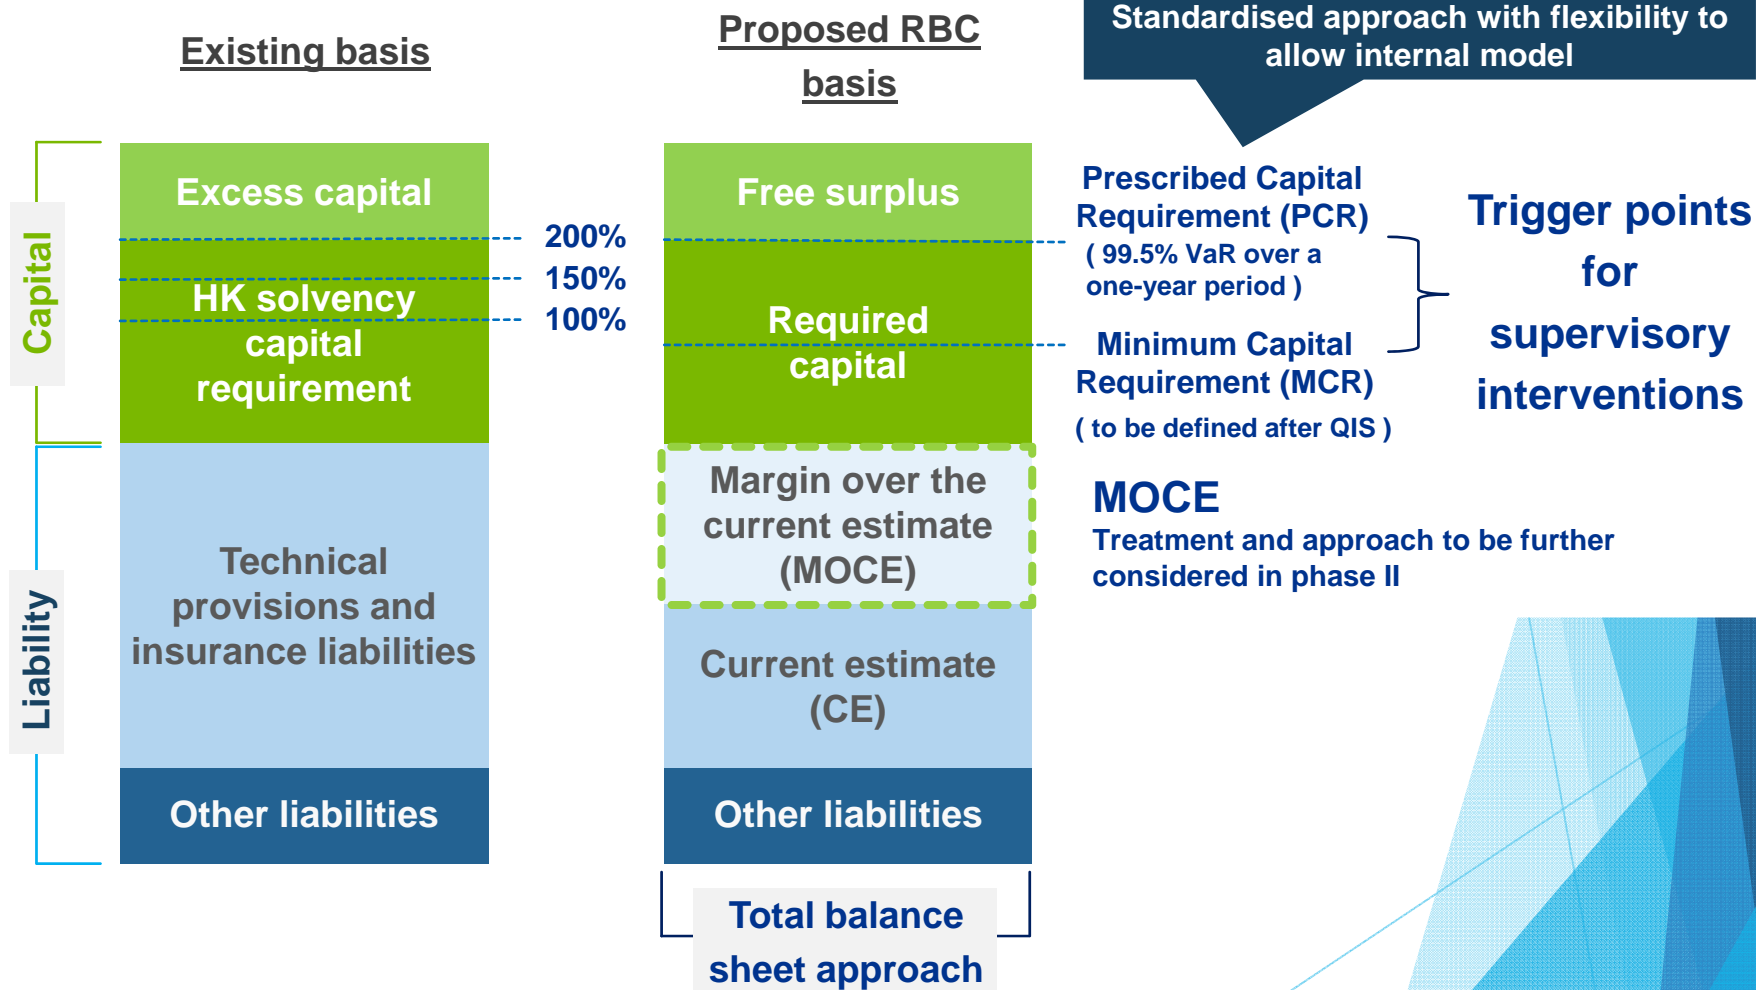 Existing basis
Proposed RBC
basis
Standardised approach with flexibility to
allow internal model
Capital
Liability
Excess capital
200%
150%
100%
HK solvency
capital
requirement
Technical
provisions and
insurance liabilities
Other liabilities
Free surplus
Required
capital
Margin over the
current estimate
(MOCE)
Current estimate
(CE)
Other liabilities
Total balance
sheet approach
Prescribed Capital
Requirement (PCR)
( 99.5% VaR over a
one-year period )
Minimum Capital
Requirement (MCR)
( to be defined after QIS )
Trigger points
for
supervisory
interventions
MOCE
Treatment and approach to be further
considered in phase II